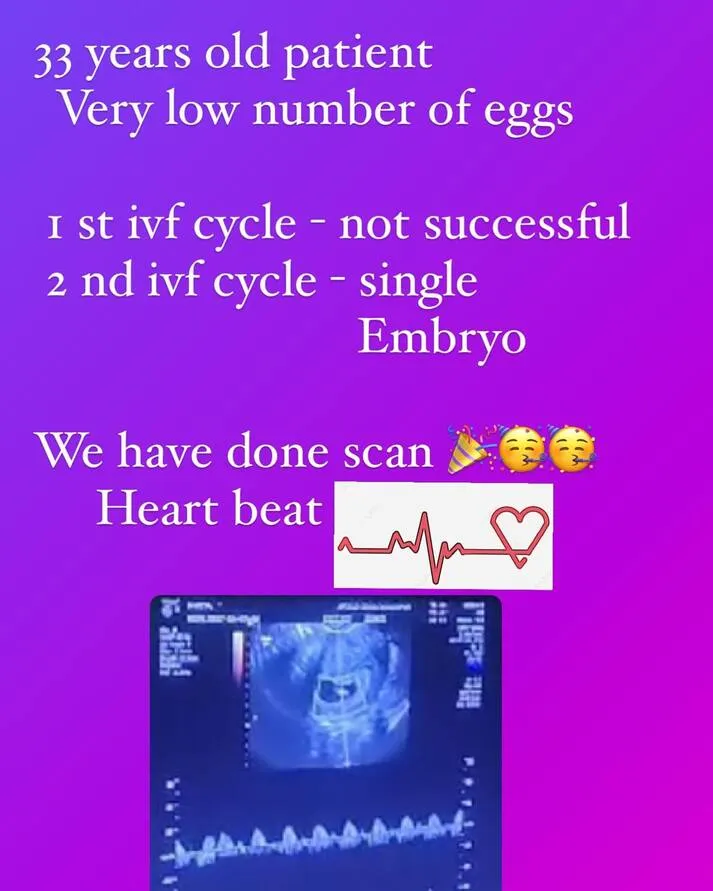 33 years old patient
Very low number of eggs
1 st ivf cycle - not successful
2 nd ivf cycle - single
Embryo
We have done scan 🎉🥳🥳
Heart beat